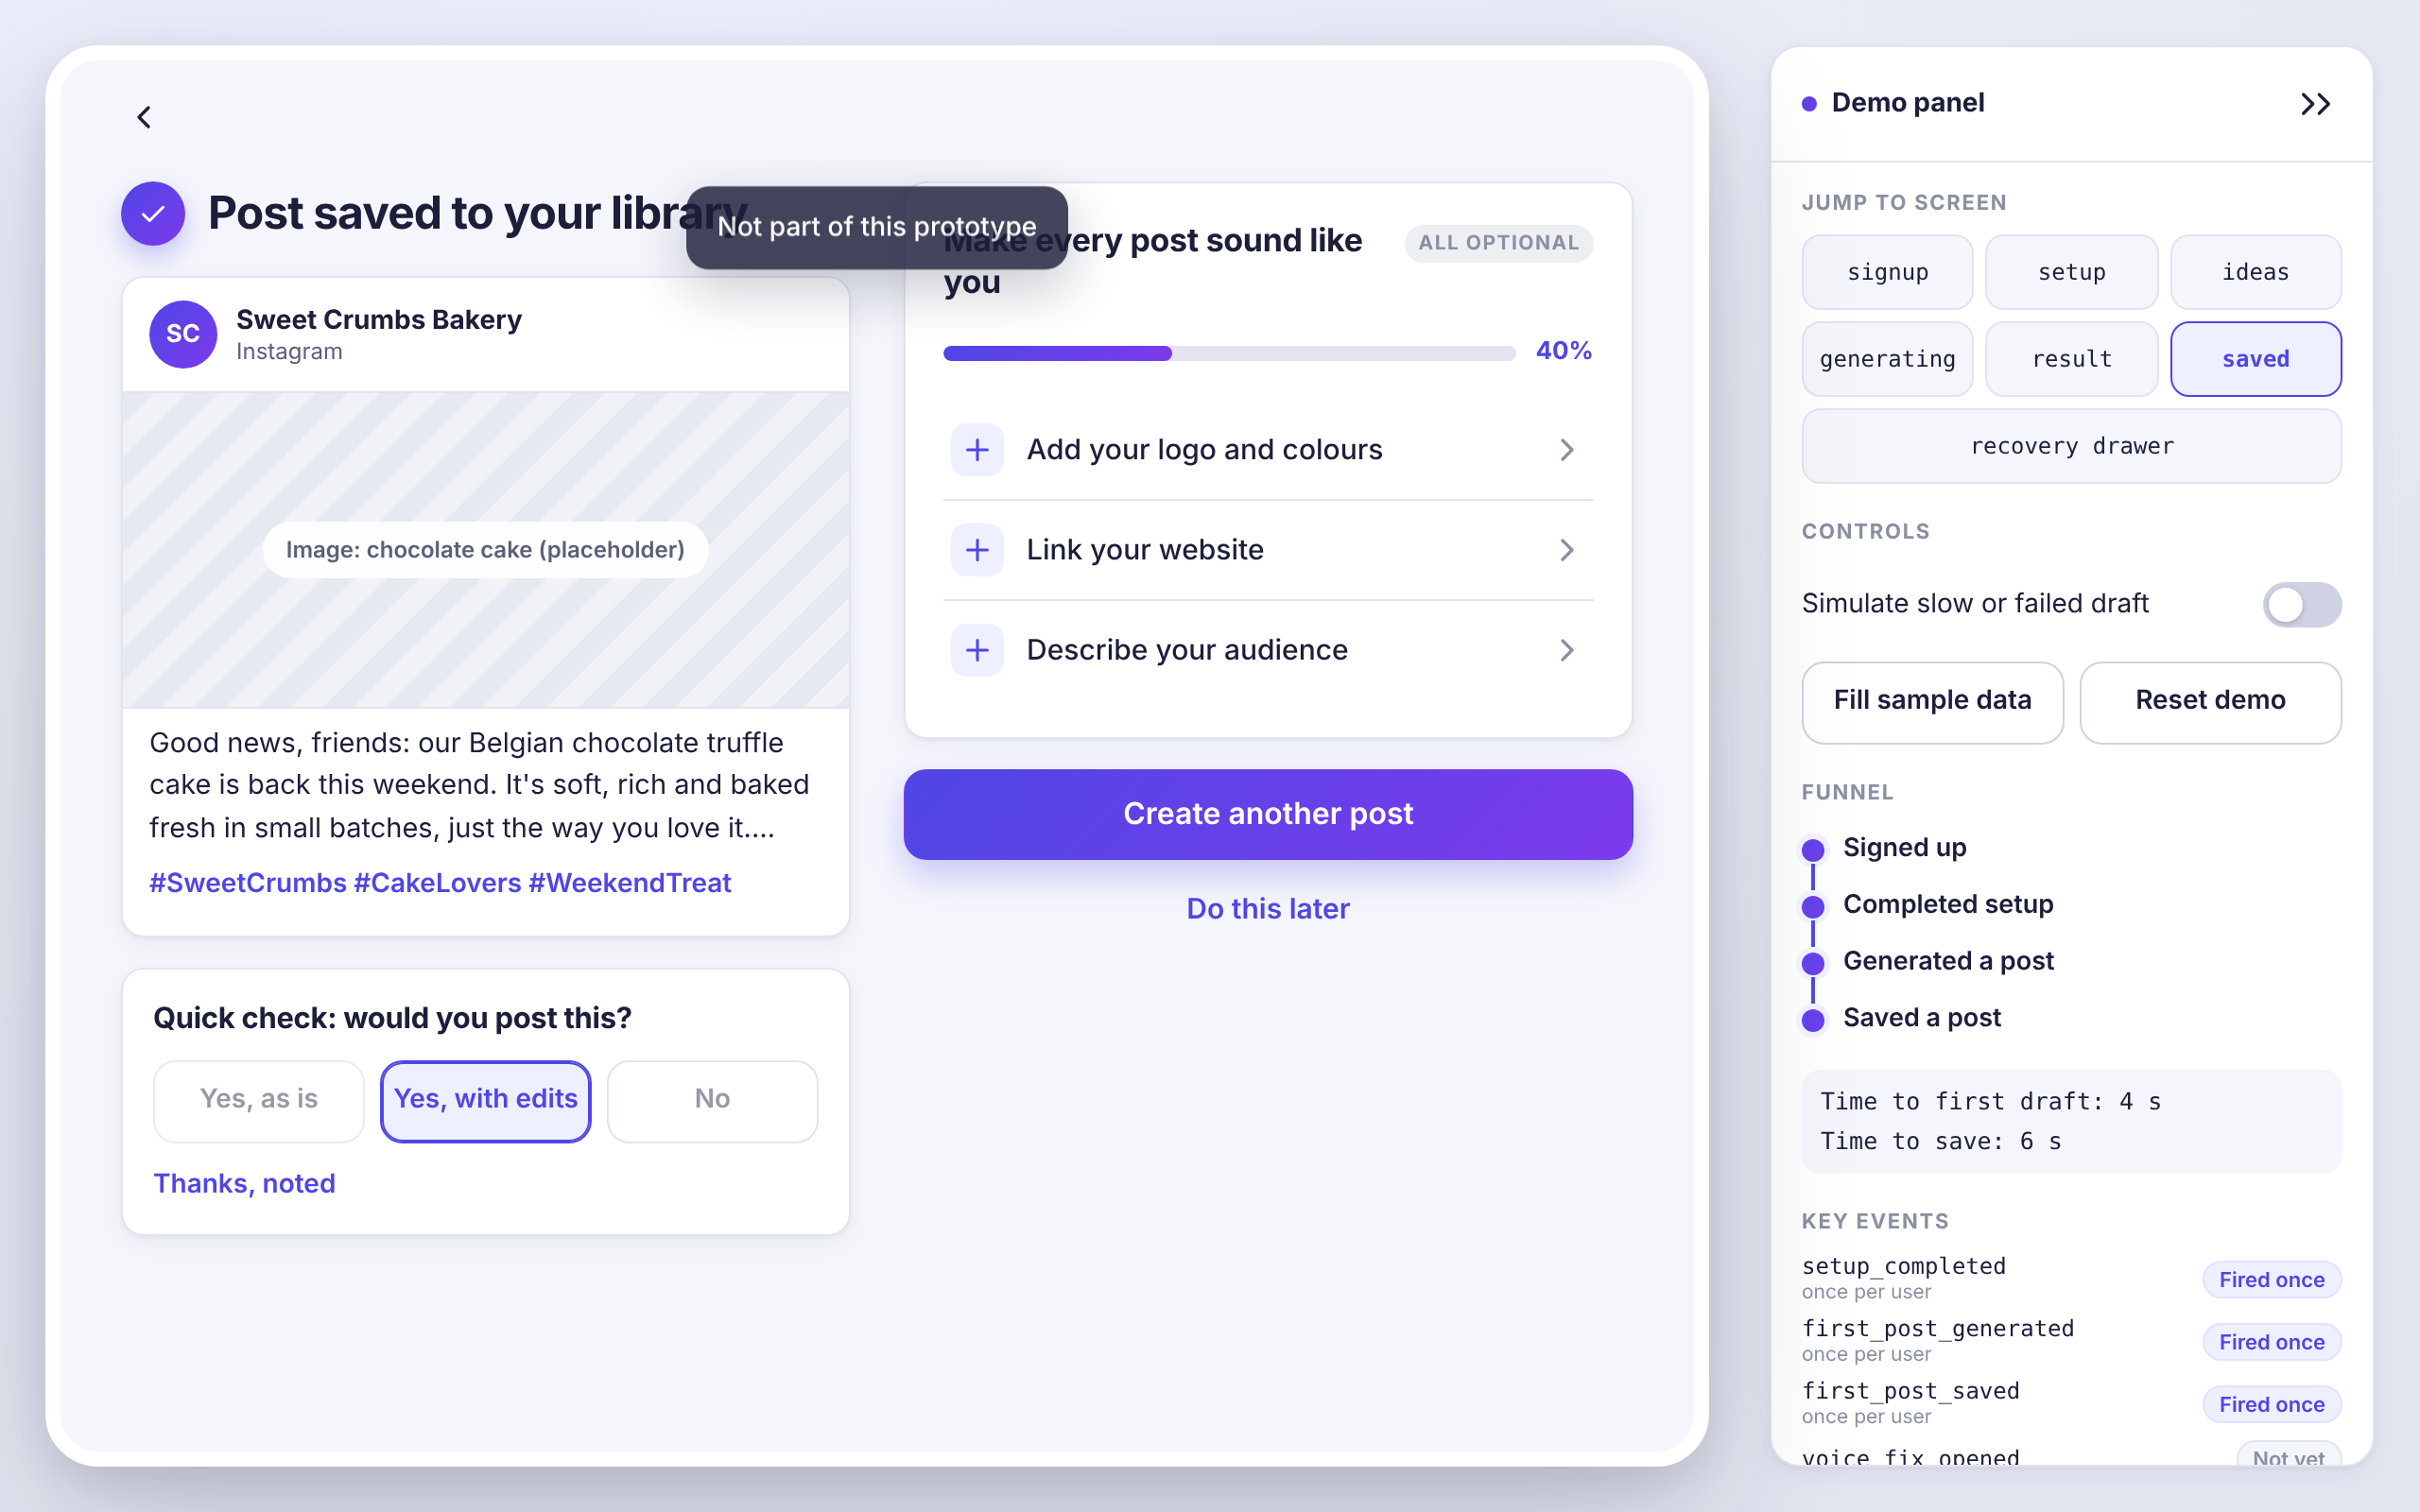 Post saved to your library
Not part of this prototype
SC
Sweet Crumbs Bakery
Instagram
Image: chocolate cake (placeholder)
Good news, friends: our Belgian chocolate truffle
cake is back this weekend. It's soft, rich and baked
fresh in small batches, just the way you love it....
#SweetCrumbs #CakeLovers #WeekendTreat
Quick check: would you post this?
Yes, as is
Yes, with edits
No
Thanks, noted
Make every post sound like
you
ALL OPTIONAL
40%
Add your logo and colours
Link your website
Describe your audience
Create another post
Do this later
Demo panel
JUMP TO SCREEN
signup
setup
ideas
generating
result
saved
recovery drawer
CONTROLS
Simulate slow or failed draft
Fill sample data
Reset demo
FUNNEL
Signed up
Completed setup
Generated a post
Saved a post
Time to first draft: 4 s
Time to save: 6 s
KEY EVENTS
setup_completed
once per user
Fired once
first_post_generated
once per user
Fired once
first_post_saved
once per user
Fired once
voice_fix_opened
Not yet